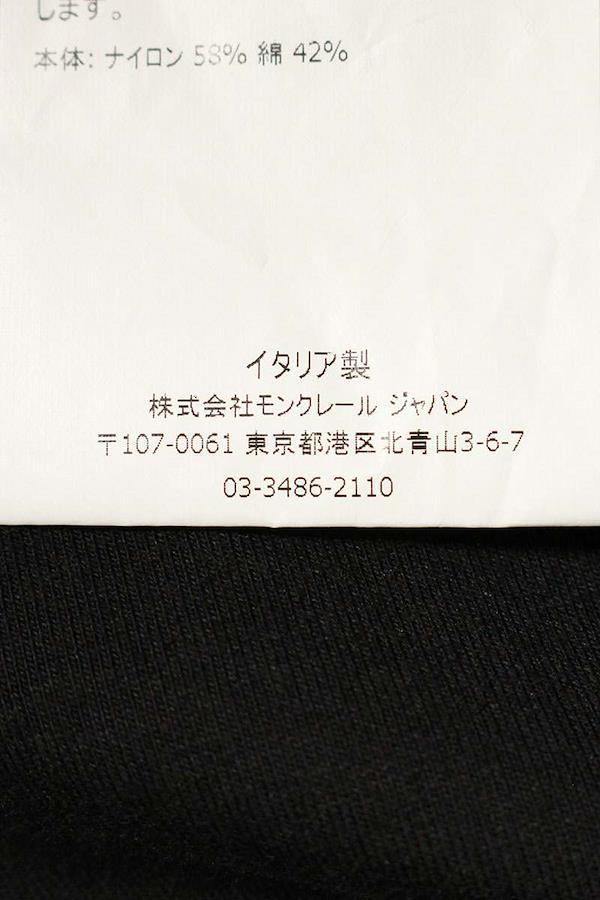 します。
本体: ナイロン 58% 綿 42%
イタリア製
株式会社モンクレール ジャパン
〒107-0061 東京都港区北青山3-6-7
03-3486-2110